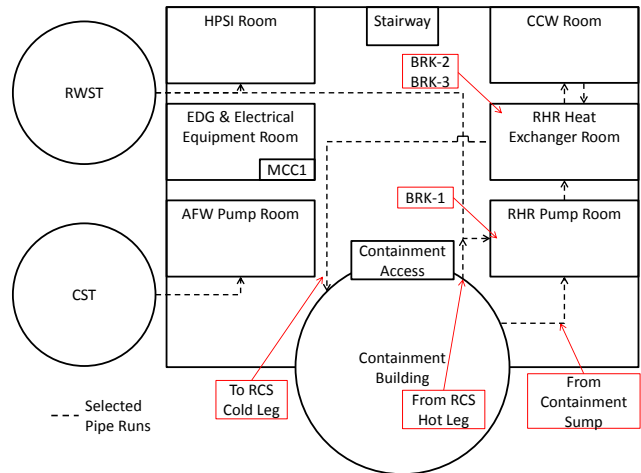 HPSI Room
Stairway
CCW Room
BRK-2
BRK-3
RWST
EDG & Electrical
Equipment Room
RHR Heat
Exchanger Room
MCC1
AFW Pump Room
BRK-1
RHR Pump Room
Containment
Access
CST
Containment
Building
To RCS
Cold Leg
From RCS
Hot Leg
From
Containment
Sump
Selected
Pipe Runs